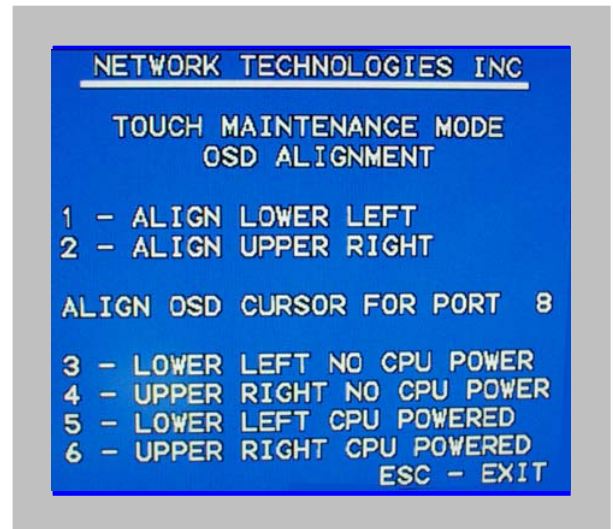 NETWORK TECHNOLOGIES INC
TOUCH MAINTENANCE MODE
OSD ALIGNMENT
1 - ALIGN LOWER LEFT
2 - ALIGN UPPER RIGHT
ALIGN OSD CURSOR FOR PORT 8
3 - LOWER LEFT NO CPU POWER
4 - UPPER RIGHT NO CPU POWER
5 - LOWER LEFT CPU POWERED
6 - UPPER RIGHT CPU POWERED
ESC - EXIT